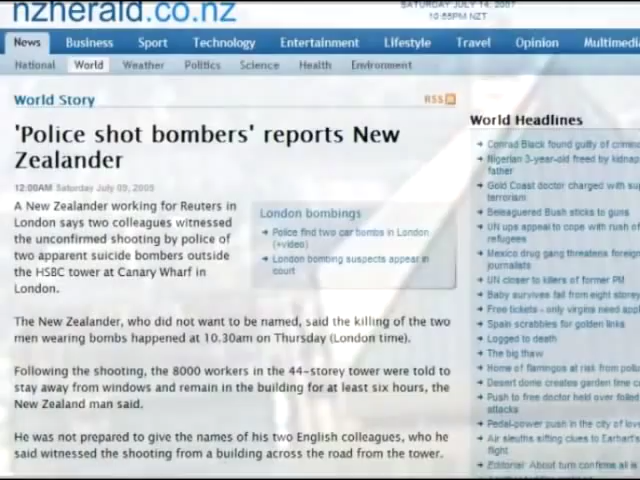 nzherald.co.nz
SATURDAY JULY 14, 2007
10:55PM NZT
News Business Sport Technology Entertainment Lifestyle Travel Opinion Multimedi
National World Weather Politics Science Health Environment
World Story
RSS
'Police shot bombers' reports New
Zealander
12:00AM Saturday July 09, 2005
A New Zealander working for Reuters in
London says two colleagues witnessed
the unconfirmed shooting by police of
two apparent suicide bombers outside
the HSBC tower at Canary Wharf in
London.
London bombings
Police find two car bombs in London
(+video)
London bombing suspects appear in
court
The New Zealander, who did not want to be named, said the killing of the two
men wearing bombs happened at 10.30am on Thursday (London time).
Following the shooting, the 8000 workers in the 44-storey tower were told to
stay away from windows and remain in the building for at least six hours, the
New Zealand man said.
He was not prepared to give the names of his two English colleagues, who he
said witnessed the shooting from a building across the road from the tower.
World Headlines
Conrad Black found guilty of crimin
Nigerian 3-year-old freed by kidnap
father
Gold Coast doctor charged with su
terrorism
Beleaguered Bush sticks to guns
UN ups appeal to cope with rush of
refugees
Mexico drug gang threatens foreign
journalists
UN closer to killers of former PM
Baby survives fall from eight storey
Free tickets - only virgins need appl
Spain scrabbles for golden links
Logged to death
The big thaw
Home of flamingos at risk from pollu
Desert dome creates garden time c
Push to free doctor held over foiled
attacks
Pedal-power push in the city of love
Air sleuths sifting clues to Earhart's
flight
Editorial: About turn confirms all is